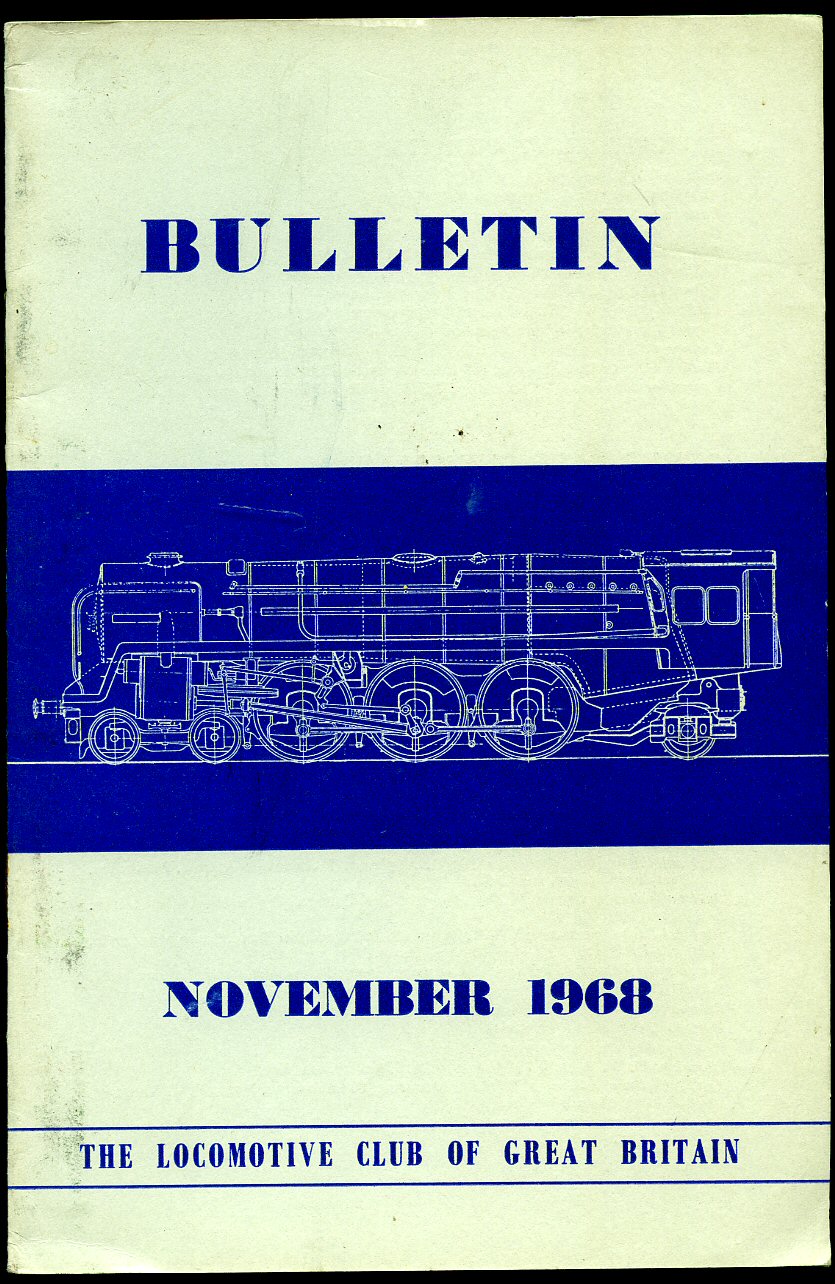 BULLETIN
NOVEMBER 1968
THE LOCOMOTIVE CLUB OF GREAT BRITAIN